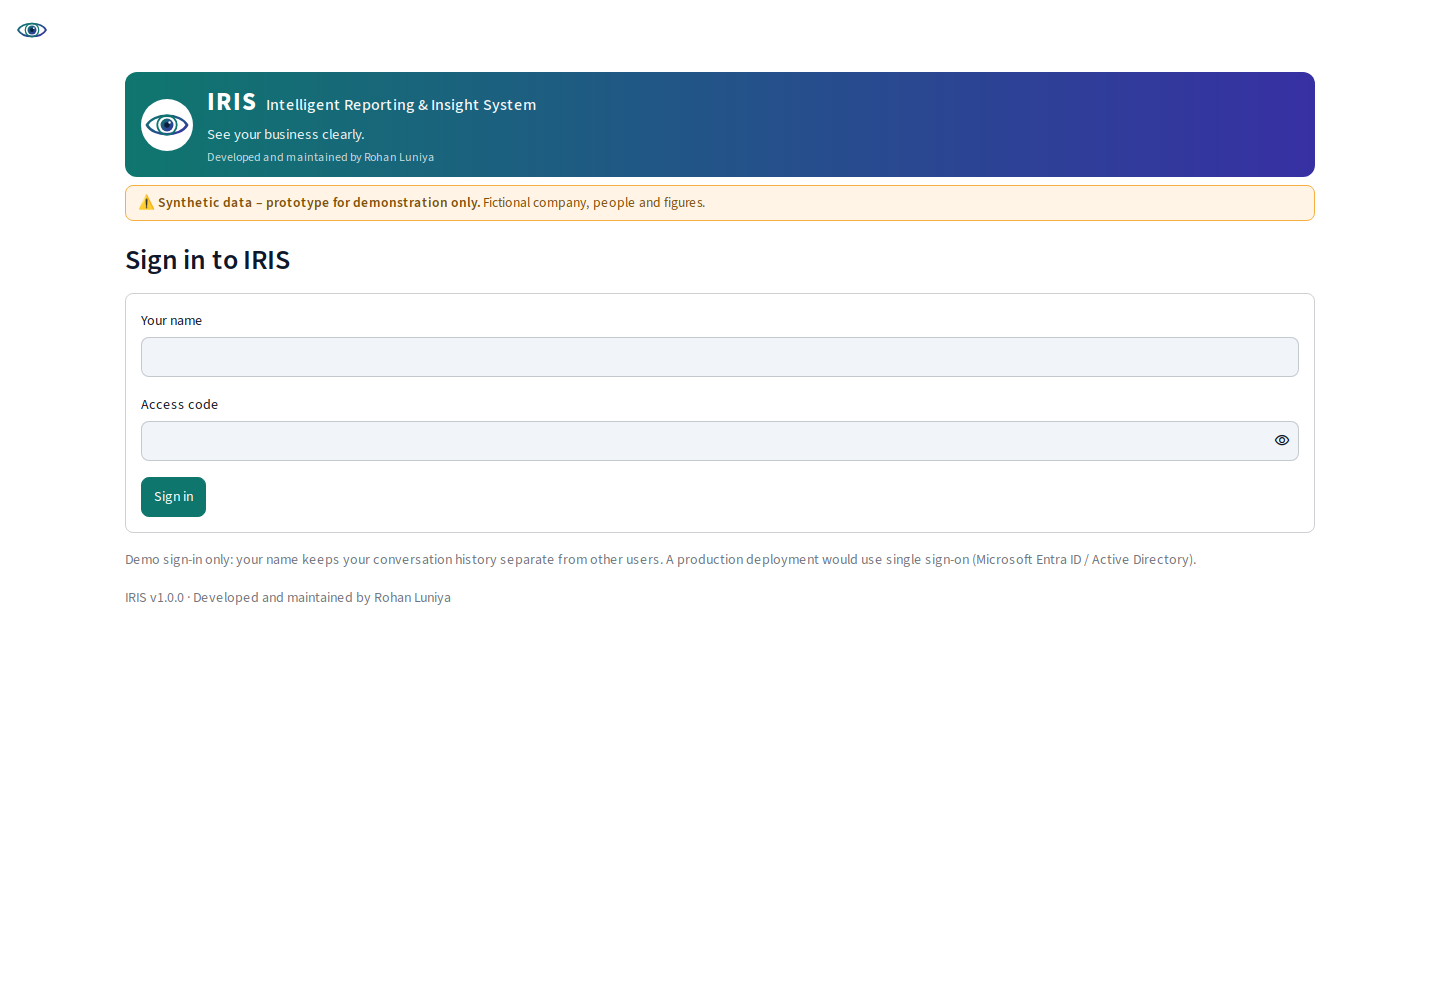 IRIS Intelligent Reporting & Insight System
See your business clearly.
Developed and maintained by Rohan Luniya
⚠️ Synthetic data – prototype for demonstration only. Fictional company, people and figures.
Sign in to IRIS
Your name
Access code
Sign in
Demo sign-in only: your name keeps your conversation history separate from other users. A production deployment would use single sign-on (Microsoft Entra ID / Active Directory).
IRIS v1.0.0 · Developed and maintained by Rohan Luniya